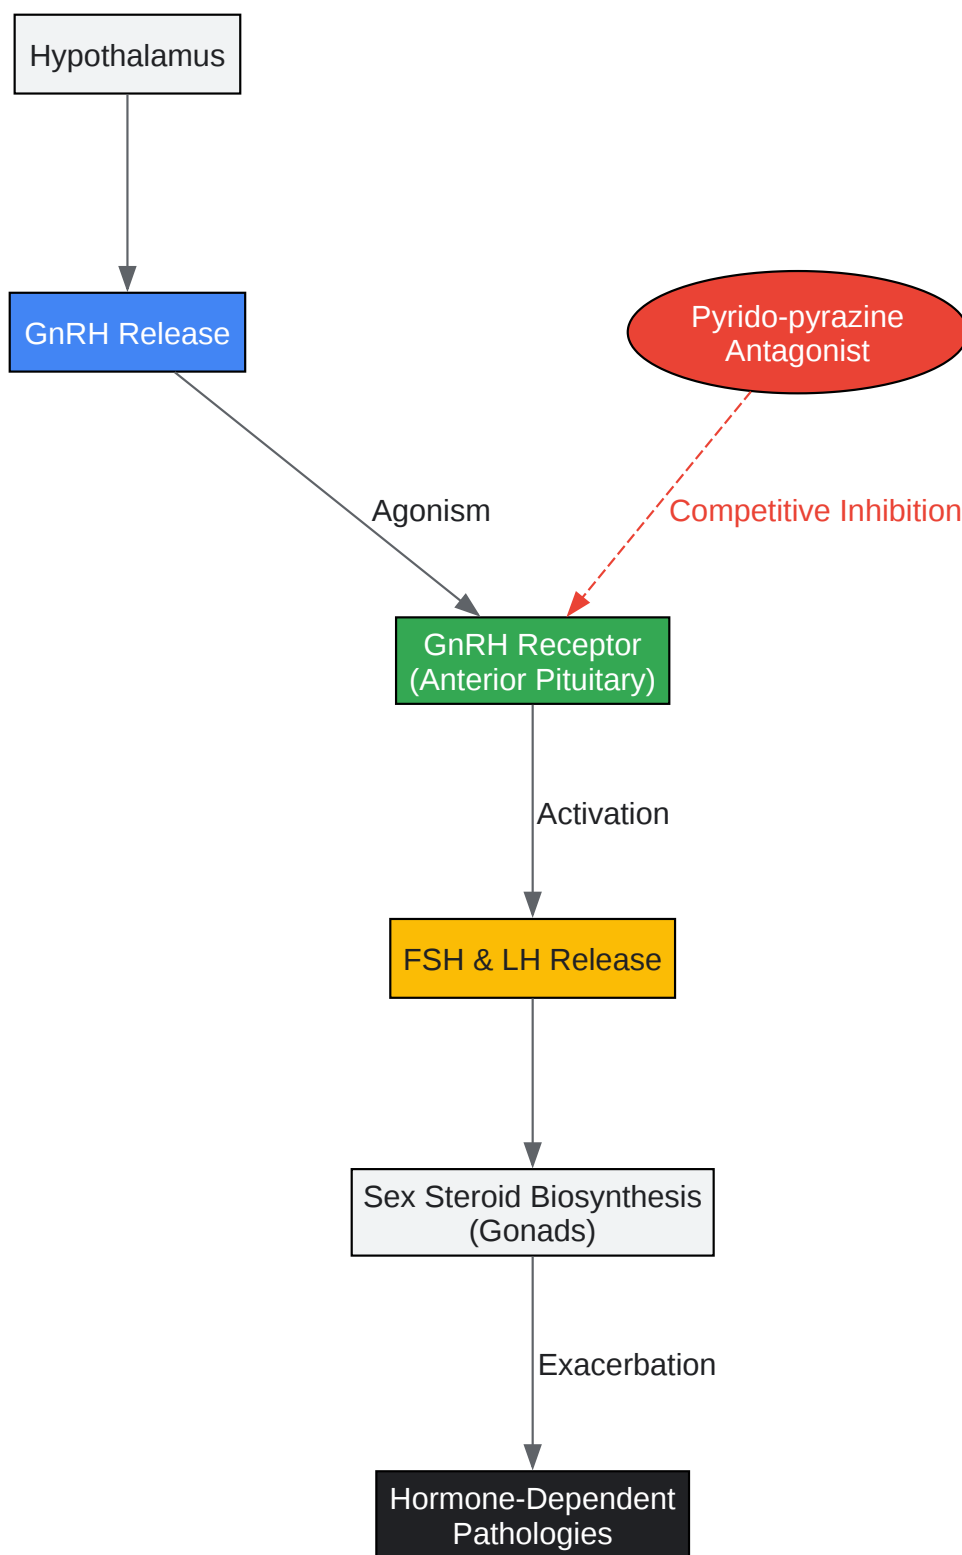 Hypothalamus
GnRH Release
Pyrido-pyrazine
Antagonist
Agonism
Competitive Inhibition
GnRH Receptor
(Anterior Pituitary)
Activation
FSH & LH Release
Sex Steroid Biosynthesis
(Gonads)
Exacerbation
Hormone-Dependent
Pathologies